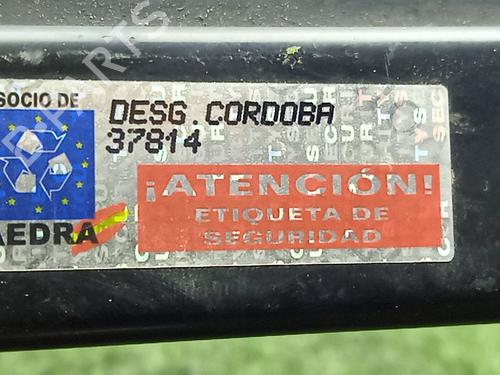 SOCIO DE
DESG.CORDOBA
37814
AEDRA
¡ATENCIÓN!
ETIQUETA DE
SEGURIDAD